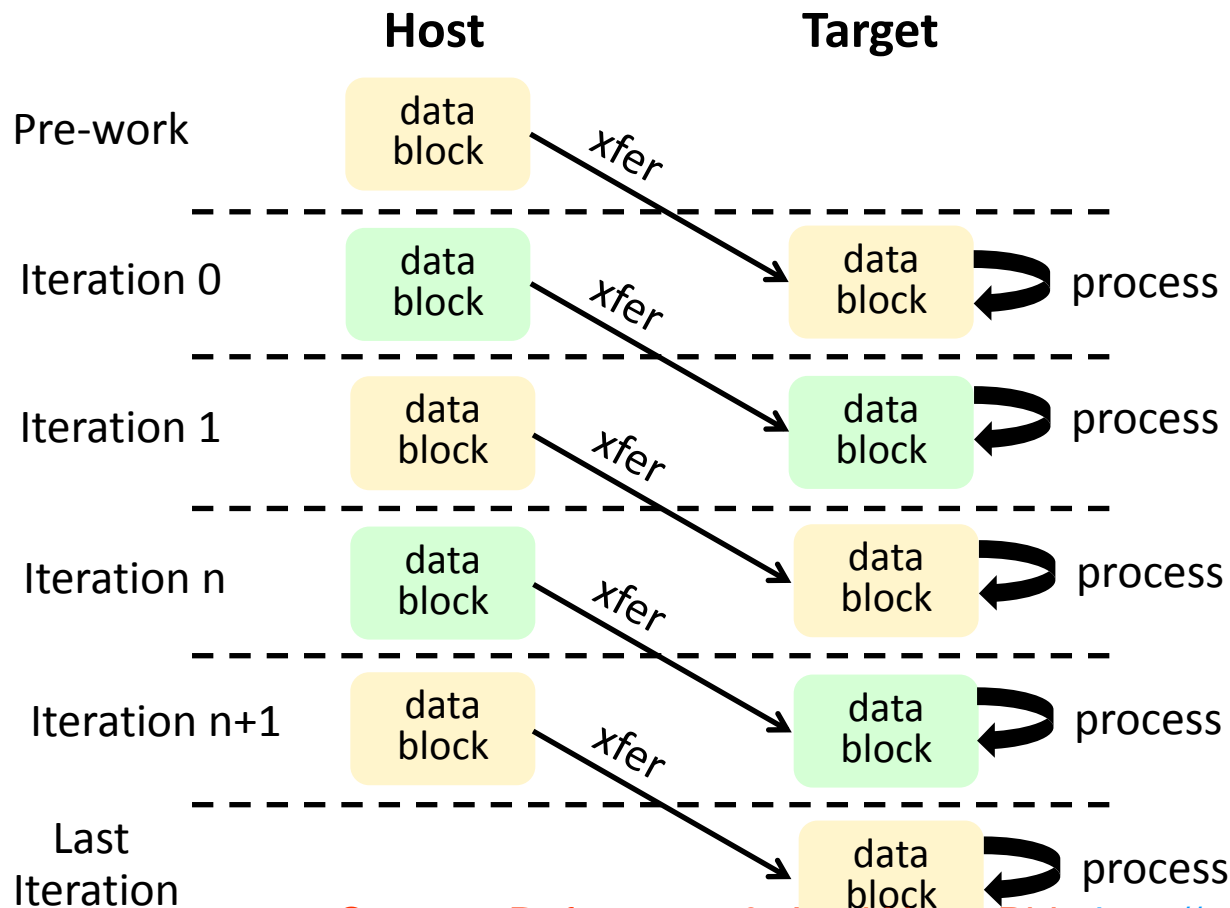 Host Target
Pre-work
data
block
xfer
Iteration 0
data
block
xfer
data
block
process
Iteration 1
data
block
xfer
data
block
process
Iteration n
data
block
xfer
data
block
process
Iteration n+1
data
block
xfer
data
block
process
Last
Iteration
data
block
process